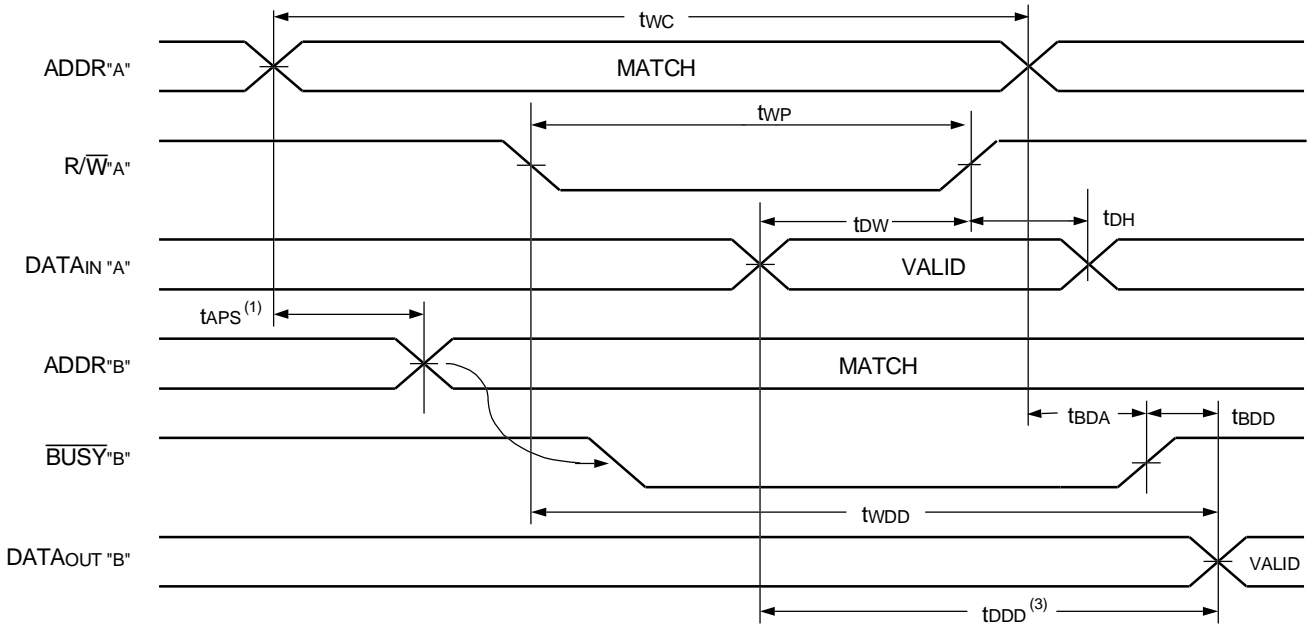 tWC
ADDR"A"
MATCH
tWP
R/W̅"A"
tDW
tDH
DATAIN "A"
VALID
tAPS (1)
ADDR"B"
MATCH
tBDA
tBDD
B̅U̅S̅Y̅"B"
tWDD
DATAOUT "B"
VALID
tDDD (3)